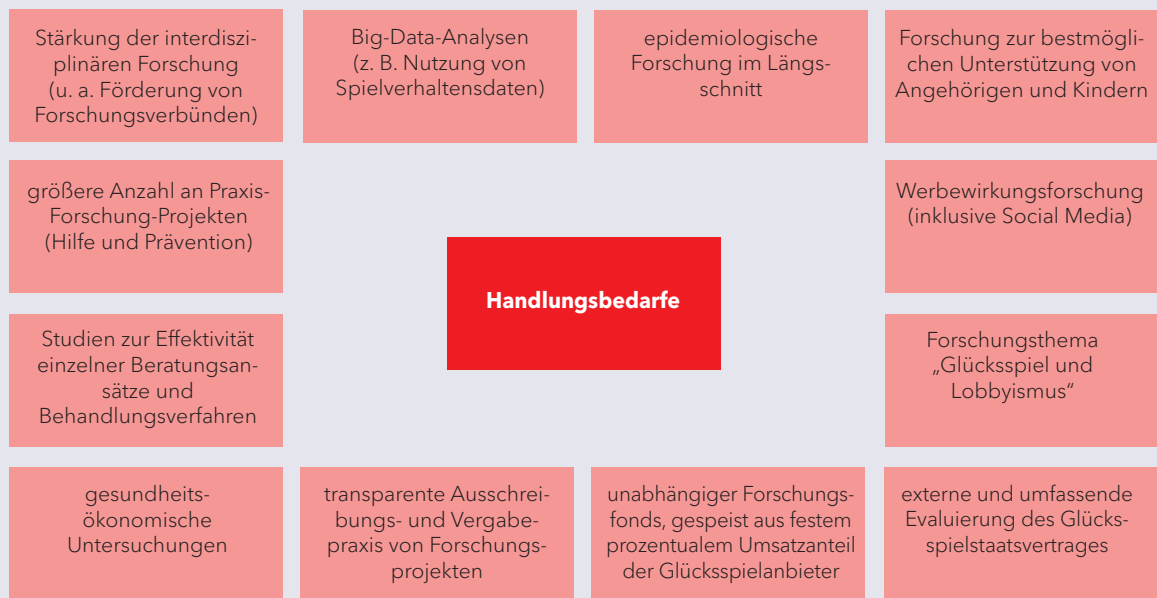 Stärkung der interdiszi-
plinären Forschung
(u. a. Förderung von
Forschungsverbünden)
Big-Data-Analysen
(z. B. Nutzung von
Spielverhaltensdaten)
epidemiologische
Forschung im Längs-
schnitt
Forschung zur bestmögli-
chen Unterstützung von
Angehörigen und Kindern
größere Anzahl an Praxis-
Forschung-Projekten
(Hilfe und Prävention)
Werbewirkungsforschung
(inklusive Social Media)
Handlungsbedarfe
Studien zur Effektivität
einzelner Beratungsan-
sätze und
Behandlungsverfahren
Forschungsthema
„Glücksspiel und
Lobbyismus“
gesundheits-
ökonomische
Untersuchungen
transparente Ausschrei-
bungs- und Vergabe-
praxis von Forschungs-
projekten
unabhängiger Forschungs-
fonds, gespeist aus festem
prozentualem Umsatzanteil
der Glücksspielanbieter
externe und umfassende
Evaluierung des Glücks-
spielstaatsvertrages